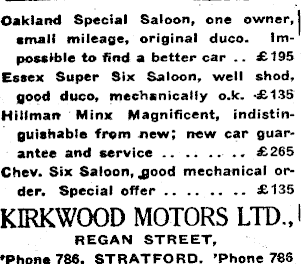 Oakland Special Saloon, one owner,
small mileage, original duco. Im-
possible to find a better car .. £195
Essex Super Six Saloon, well shod,
good duco, mechanically o.k. £135
Hillman Minx Magnificent, indistin-
guishable from new; new car guar-
antee and service .. .. .. .. £265
Chev. Six Saloon, good mechanical or-
der. Special offer .. .. .. .. £135
KIRKWOOD MOTORS LTD.,
REGAN STREET,
'Phone 786. STRATFORD. 'Phone 786